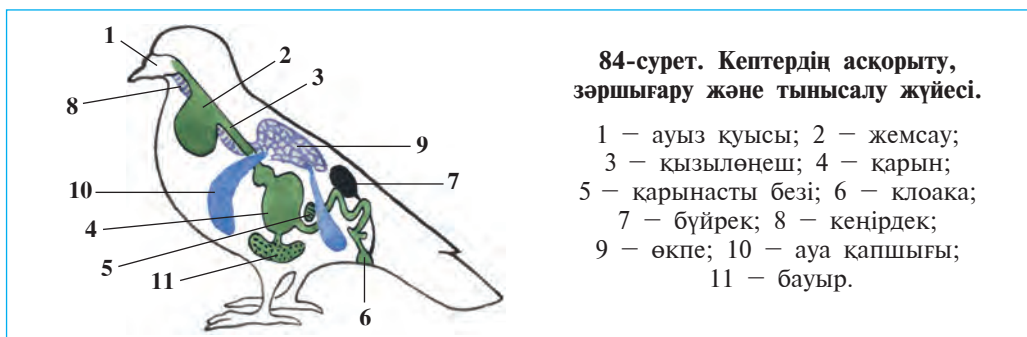 84-сурет. Кептердің асқорыту,
зәршығару және тынысалу жүйесі.
1 — ауыз қуысы; 2 — жемсау;
3 — қызылөңеш; 4 — қарын;
5 — қарынасты безі; 6 — клоака;
7 — бүйрек; 8 — кеңірдек;
9 — өкпе; 10 — ауа қапшығы;
11 — бауыр.
1
2
3
8
9
7
10
4
5
11
6